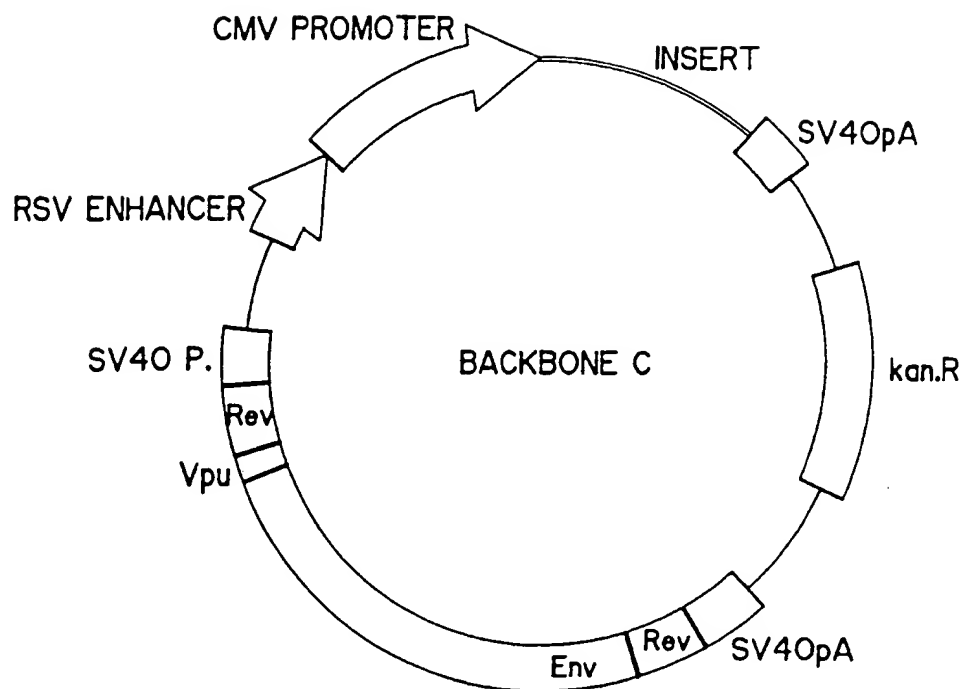 CMV PROMOTER
INSERT
SV40pA
RSV ENHANCER
SV40 P.
BACKBONE C
kan.R
Rev
Vpu
Env
Rev
SV40pA